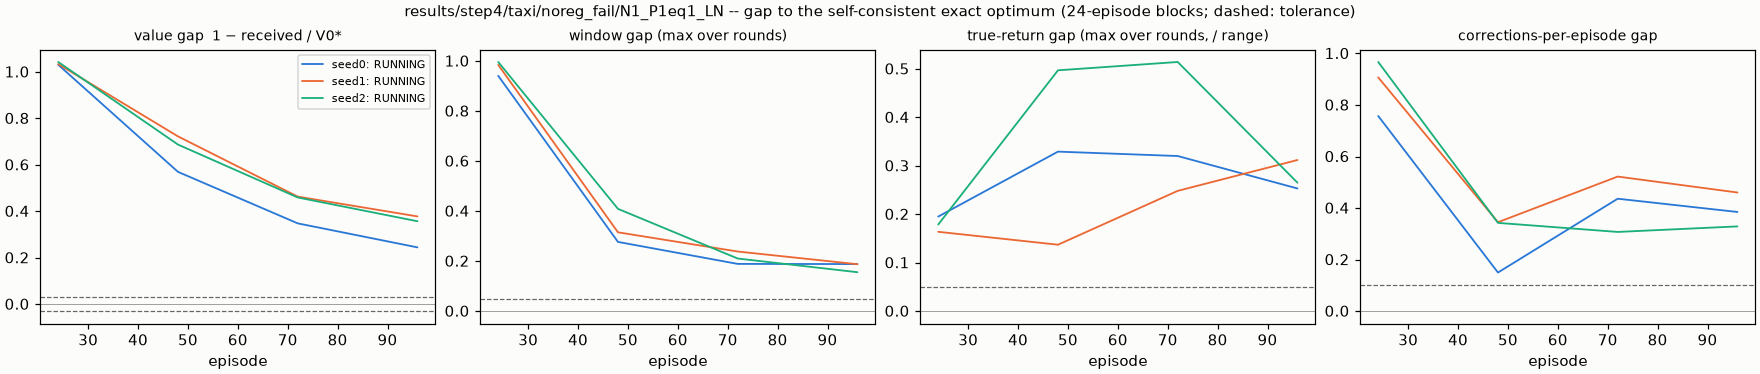 results/step4/taxi/noreg_fail/N1_P1eq1_LN -- gap to the self-consistent exact optimum (24-episode blocks; dashed: tolerance)
value gap 1 − received / V0*
1.0
0.8
0.6
0.4
0.2
0.0
30 40 50 60 70 80 90
episode
seed0: RUNNING
seed1: RUNNING
seed2: RUNNING
window gap (max over rounds)
1.0
0.8
0.6
0.4
0.2
0.0
30 40 50 60 70 80 90
episode
true-return gap (max over rounds, / range)
0.5
0.4
0.3
0.2
0.1
0.0
30 40 50 60 70 80 90
episode
corrections-per-episode gap
1.0
0.8
0.6
0.4
0.2
0.0
30 40 50 60 70 80 90
episode